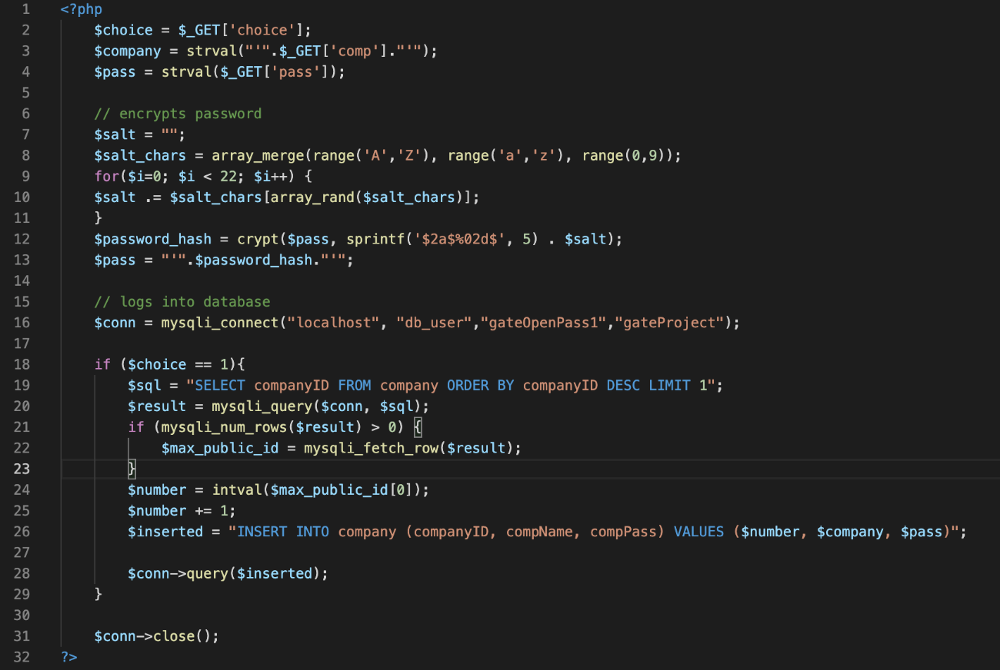 1 <?php
2 $choice = $_GET['choice'];
3 $company = strval("'".$_GET['comp']."'");
4 $pass = strval($_GET['pass']);
5
6 // encrypts password
7 $salt = "";
8 $salt_chars = array_merge(range('A','Z'), range('a','z'), range(0,9));
9 for($i=0; $i < 22; $i++) {
10 $salt .= $salt_chars[array_rand($salt_chars)];
11 }
12 $password_hash = crypt($pass, sprintf('$2a$%02d$', 5) . $salt);
13 $pass = "'".$password_hash."'";
14
15 // logs into database
16 $conn = mysqli_connect("localhost", "db_user","gateOpenPass1","gateProject");
17
18 if ($choice == 1){
19 $sql = "SELECT companyID FROM company ORDER BY companyID DESC LIMIT 1";
20 $result = mysqli_query($conn, $sql);
21 if (mysqli_num_rows($result) > 0) {
22 $max_public_id = mysqli_fetch_row($result);
23 }
24 $number = intval($max_public_id[0]);
25 $number += 1;
26 $inserted = "INSERT INTO company (companyID, compName, compPass) VALUES ($number, $company, $pass)";
27
28 $conn->query($inserted);
29 }
30
31 $conn->close();
32 ?>